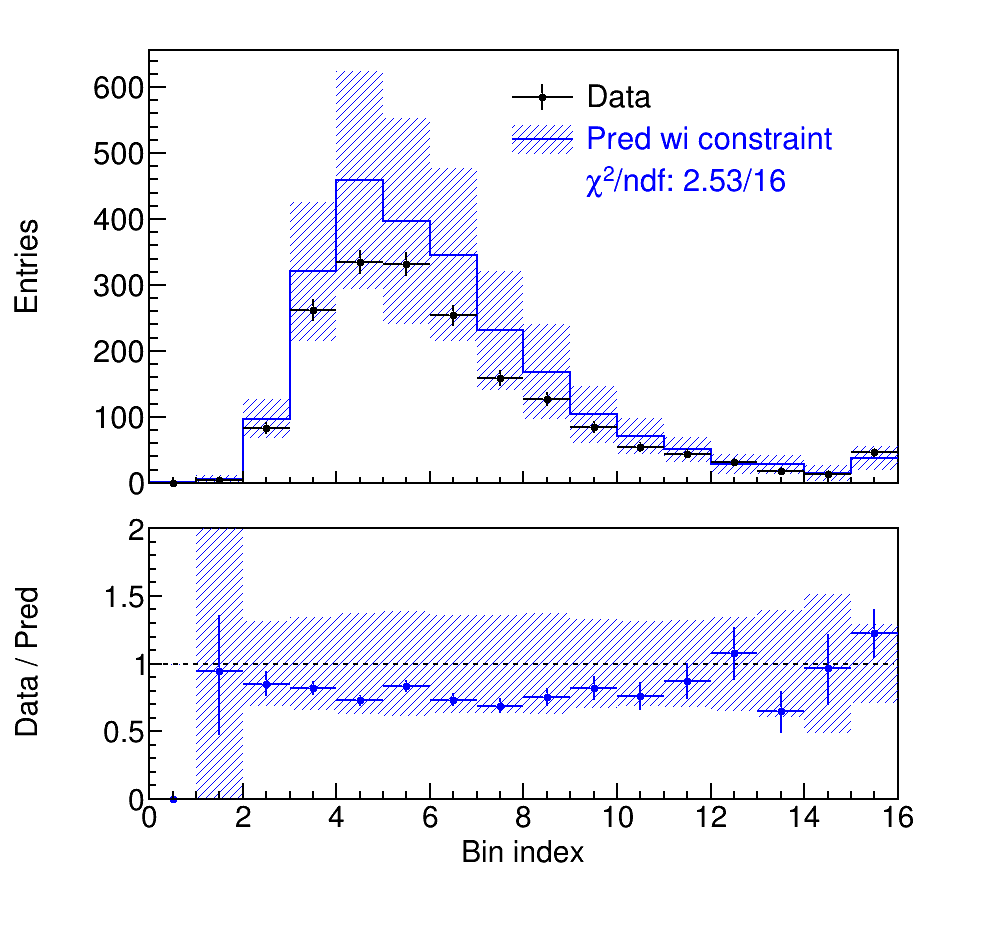 Entries
600
500
400
300
200
100
0
Data
Pred wi constraint
χ²/ndf: 2.53/16
Data / Pred
2
1.5
1
0.5
0
0 2 4 6 8 10 12 14 16
Bin index